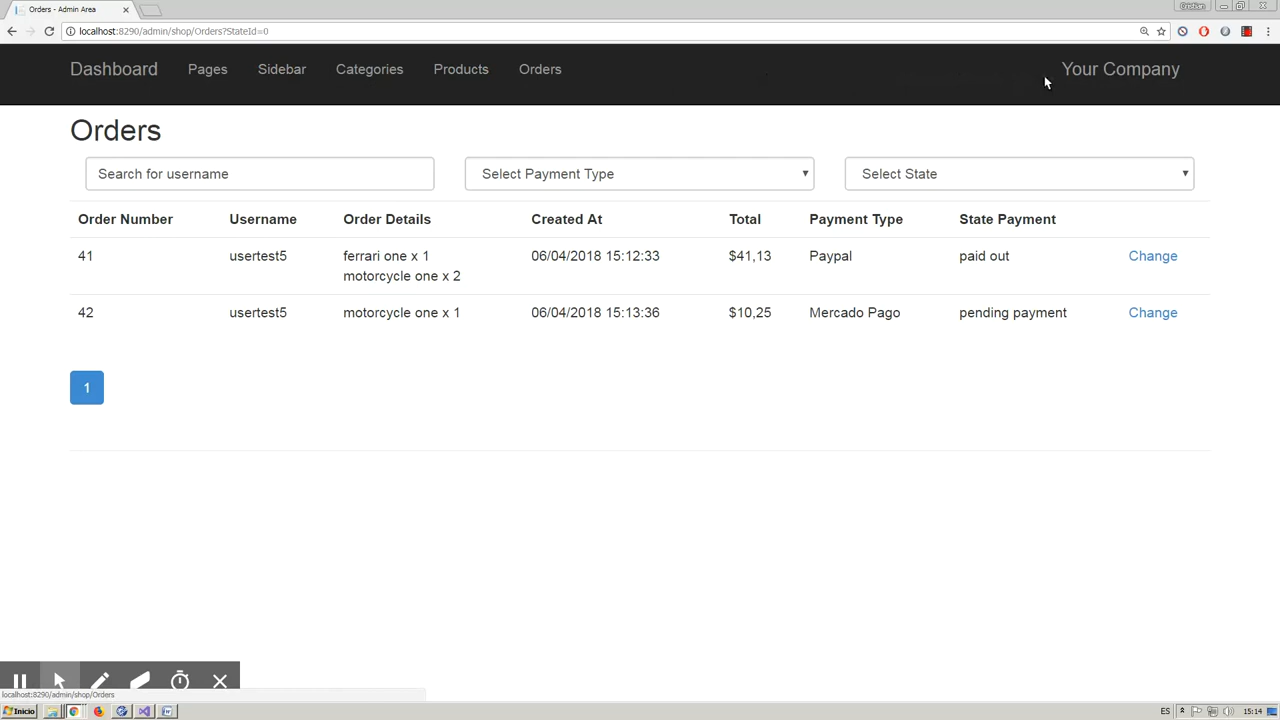 Orders - Admin Area
Cristian
localhost:8290/admin/shop/Orders?StateId=0
Dashboard Pages Sidebar Categories Products Orders Your Company
Orders
Search for username Select Payment Type Select State
Order Number Username Order Details Created At Total Payment Type State Payment
41 usertest5 ferrari one x 1 06/04/2018 15:12:33 $41,13 Paypal paid out Change
motorcycle one x 2
42 usertest5 motorcycle one x 1 06/04/2018 15:13:36 $10,25 Mercado Pago pending payment Change
1
localhost:8290/admin/shop/Orders
Inicio ES 15:14